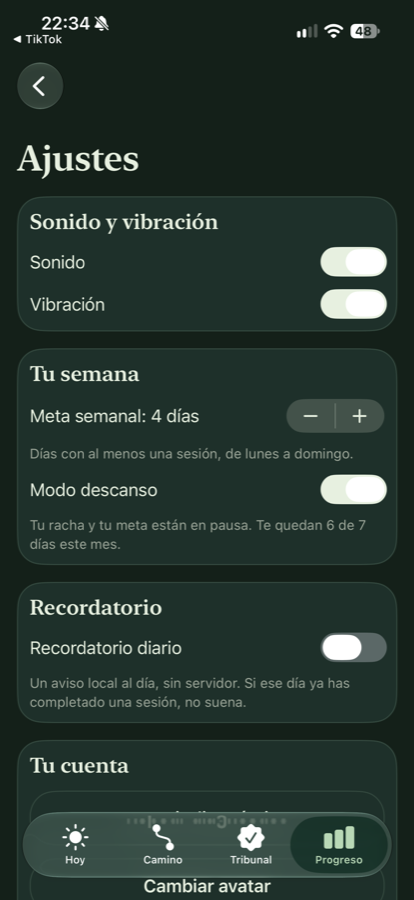 22:34
◀ TikTok
48
Ajustes
Sonido y vibración
Sonido
Vibración
Tu semana
Meta semanal: 4 días
− +
Días con al menos una sesión, de lunes a domingo.
Modo descanso
Tu racha y tu meta están en pausa. Te quedan 6 de 7
días este mes.
Recordatorio
Recordatorio diario
Un aviso local al día, sin servidor. Si ese día ya has
completado una sesión, no suena.
Tu cuenta
Hoy Camino Tribunal Progreso
Cambiar avatar